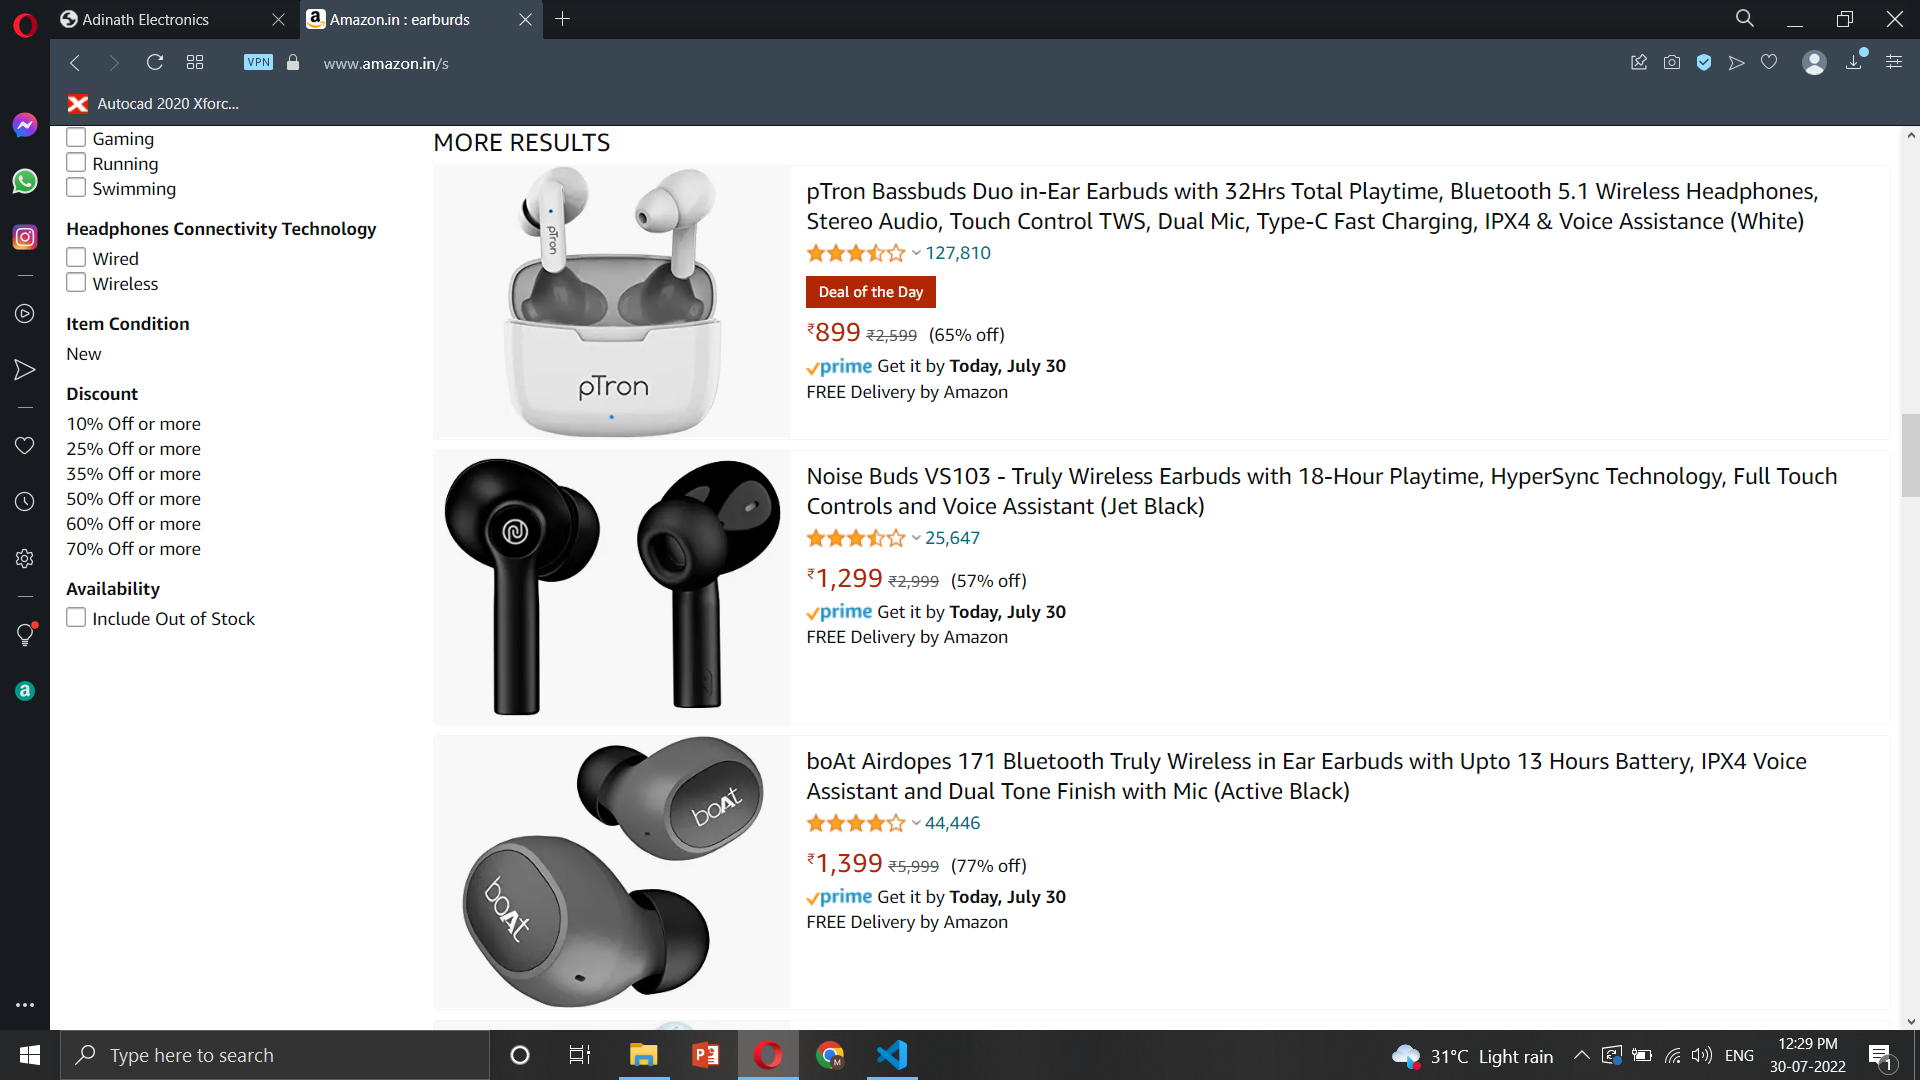 Adinath Electronics
Amazon.in : earburds
VPN
www.amazon.in/s
Autocad 2020 Xforc...
Gaming
Running
Swimming
Headphones Connectivity Technology
Wired
Wireless
Item Condition
New
Discount
10% Off or more
25% Off or more
35% Off or more
50% Off or more
60% Off or more
70% Off or more
Availability
Include Out of Stock
MORE RESULTS
pTron
pTron
pTron Bassbuds Duo in-Ear Earbuds with 32Hrs Total Playtime, Bluetooth 5.1 Wireless Headphones,
Stereo Audio, Touch Control TWS, Dual Mic, Type-C Fast Charging, IPX4 & Voice Assistance (White)
127,810
Deal of the Day
₹899 ₹2,599 (65% off)
prime Get it by Today, July 30
FREE Delivery by Amazon
Noise Buds VS103 - Truly Wireless Earbuds with 18-Hour Playtime, HyperSync Technology, Full Touch
Controls and Voice Assistant (Jet Black)
25,647
₹1,299 ₹2,999 (57% off)
prime Get it by Today, July 30
FREE Delivery by Amazon
boAt
boAt
boAt Airdopes 171 Bluetooth Truly Wireless in Ear Earbuds with Upto 13 Hours Battery, IPX4 Voice
Assistant and Dual Tone Finish with Mic (Active Black)
44,446
₹1,399 ₹5,999 (77% off)
prime Get it by Today, July 30
FREE Delivery by Amazon
Type here to search
31°C Light rain
ENG
12:29 PM
30-07-2022
1